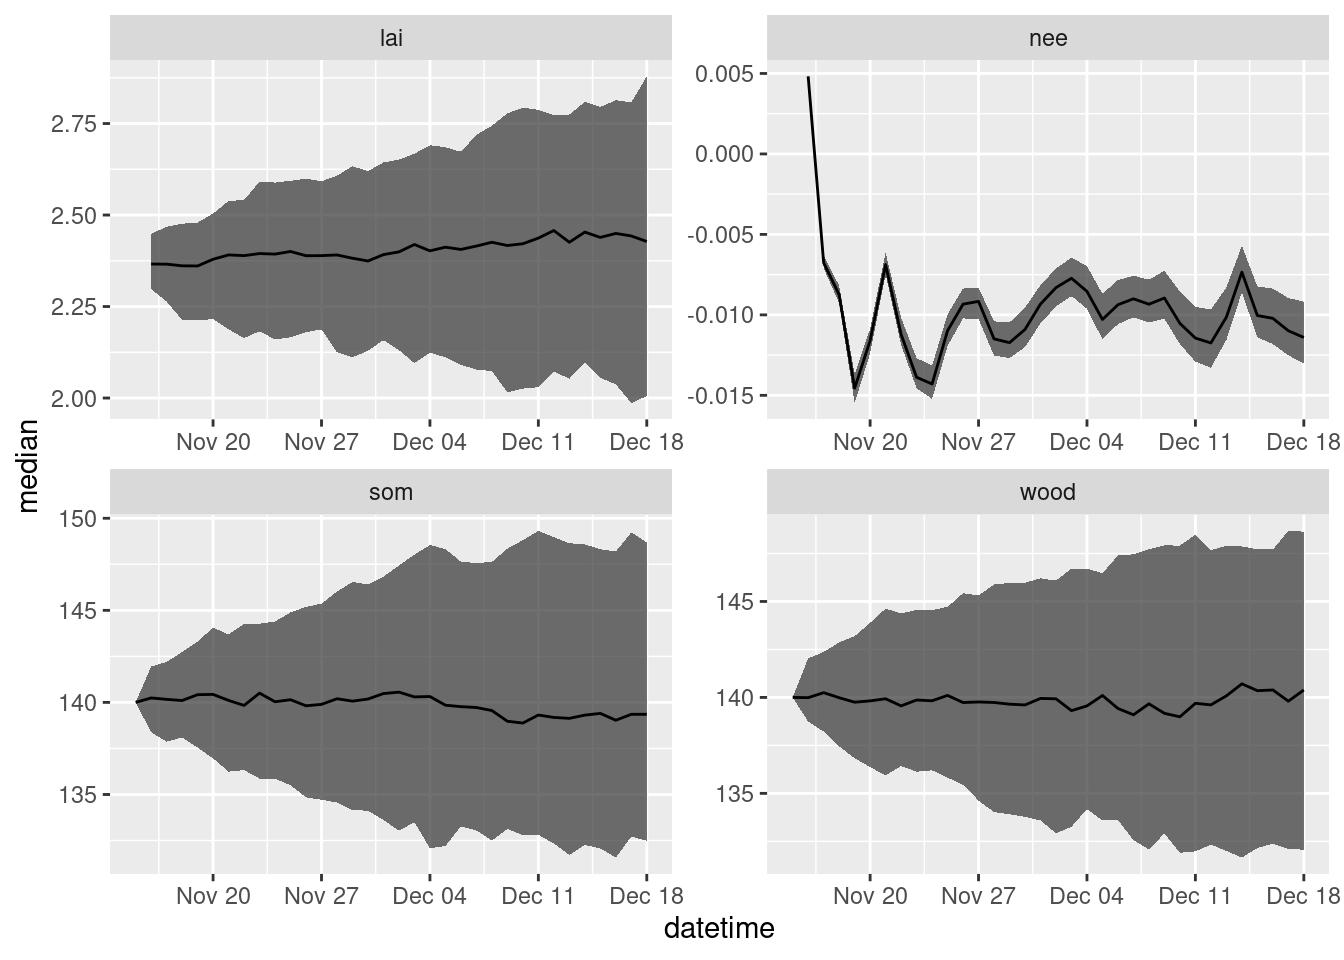 lai
nee
2.75
2.50
2.25
2.00
0.005
0.000
-0.005
-0.010
-0.015
Nov 20 Nov 27 Dec 04 Dec 11 Dec 18
Nov 20 Nov 27 Dec 04 Dec 11 Dec 18
median
som
wood
150
145
140
135
145
140
135
Nov 20 Nov 27 Dec 04 Dec 11 Dec 18
Nov 20 Nov 27 Dec 04 Dec 11 Dec 18
datetime